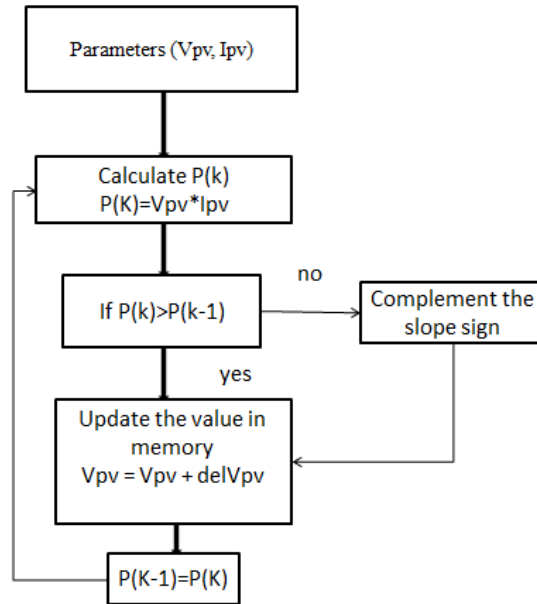 Parameters (Vpv, Ipv)
Calculate P(k)
P(K)=Vpv*Ipv
If P(k)>P(k-1)
no
Complement the
slope sign
yes
Update the value in
memory
Vpv = Vpv + delVpv
P(K-1)=P(K)